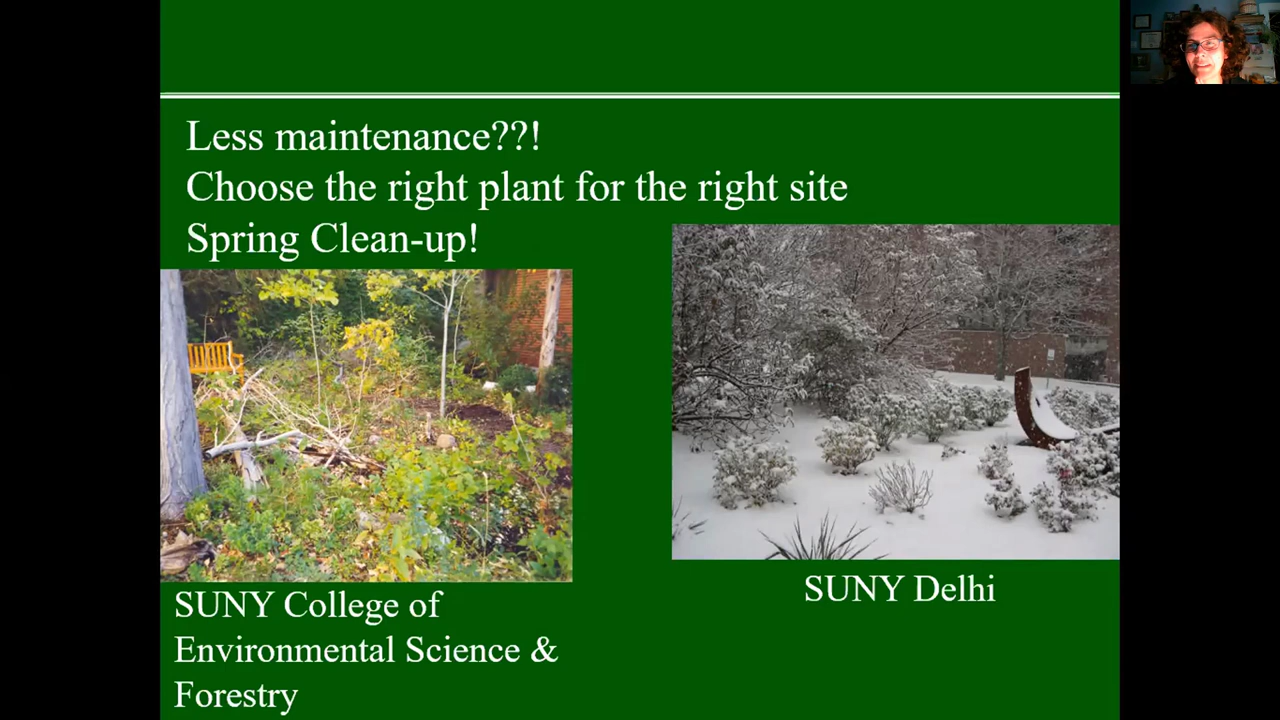 Less maintenance??!
Choose the right plant for the right site
Spring Clean-up!
SUNY College of
Environmental Science &
Forestry
SUNY Delhi